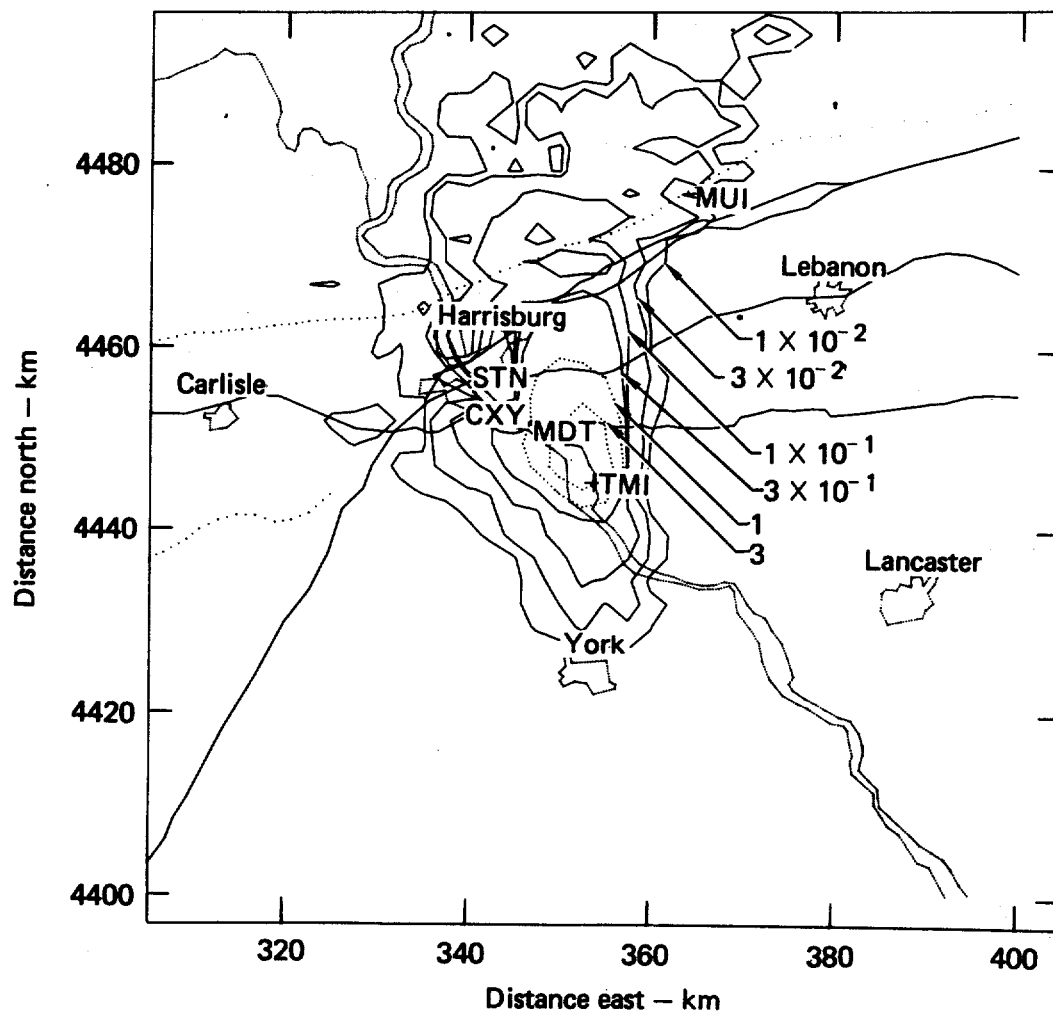 4480
4460
4440
4420
4400
320
340
360
380
400
Distance north – km
Distance east – km
MUI
Lebanon
Harrisburg
1 × 10⁻²
3 × 10⁻²
STN
Carlisle
CXY
MDT
1 × 10⁻¹
3 × 10⁻¹
+TMI
1
3
Lancaster
York